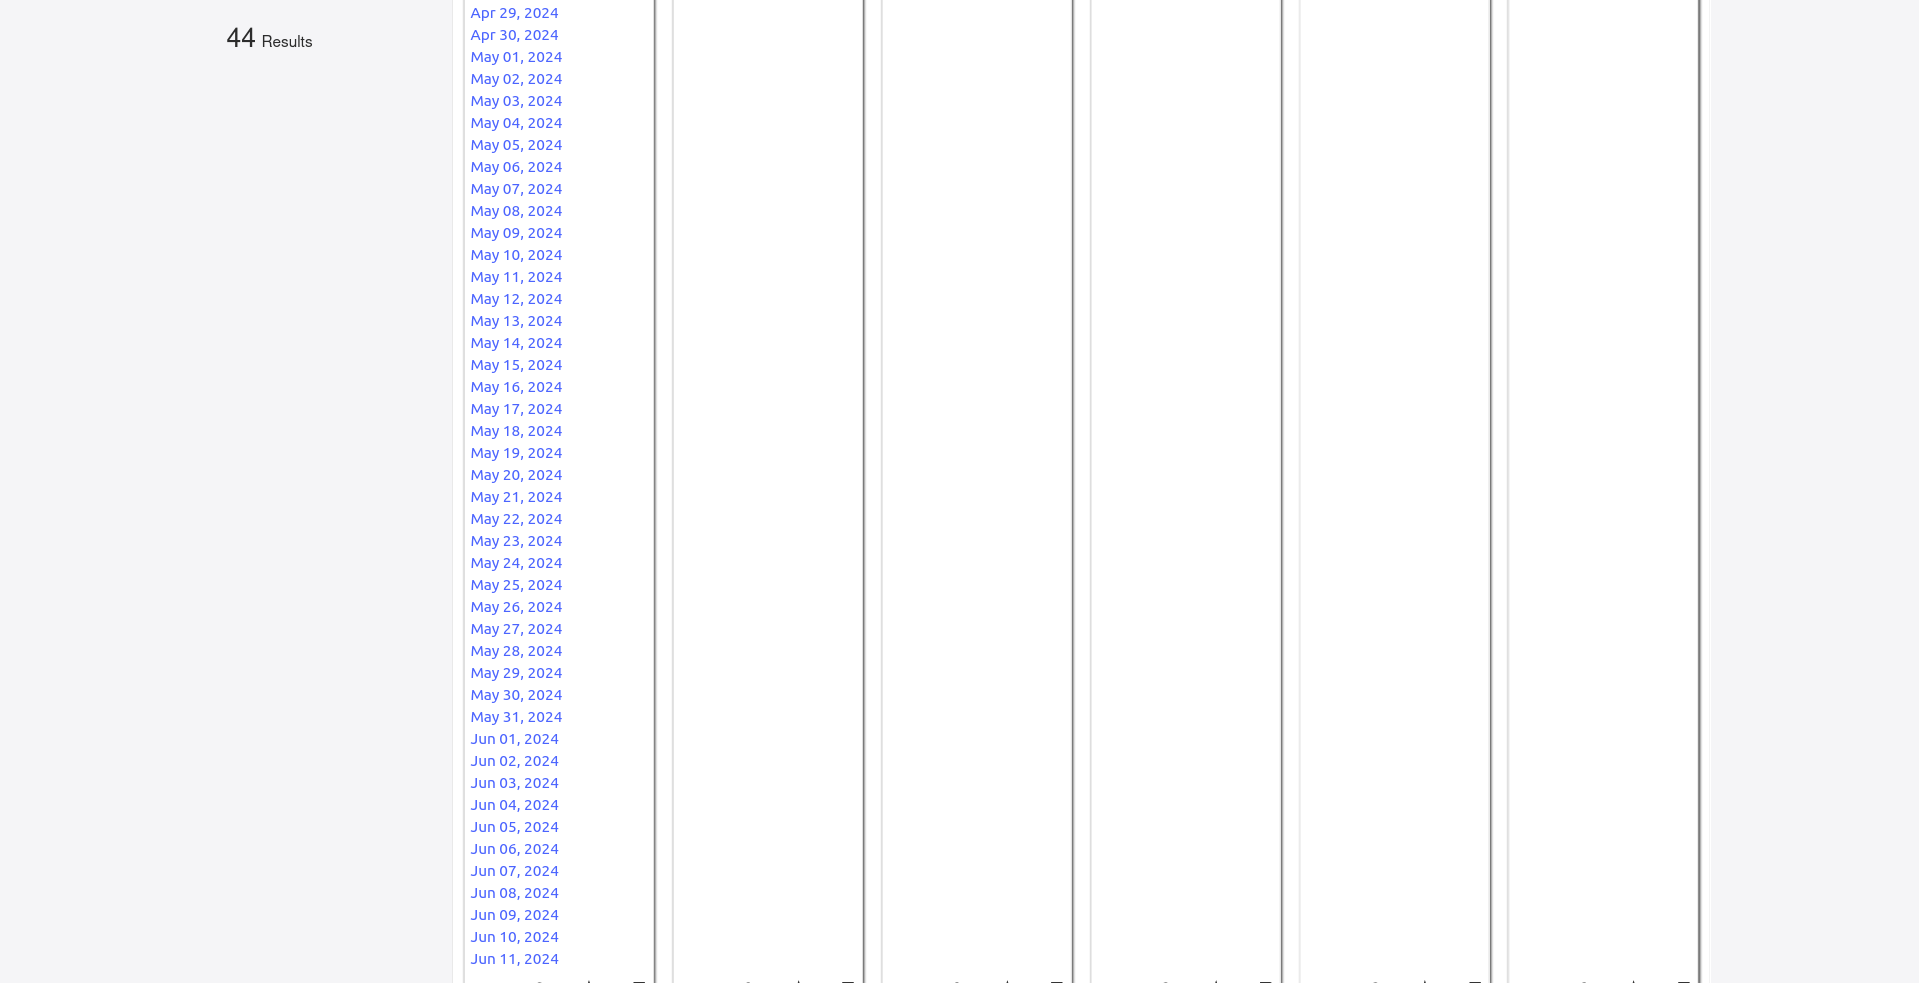 44 Results
Apr 29, 2024
Apr 30, 2024
May 01, 2024
May 02, 2024
May 03, 2024
May 04, 2024
May 05, 2024
May 06, 2024
May 07, 2024
May 08, 2024
May 09, 2024
May 10, 2024
May 11, 2024
May 12, 2024
May 13, 2024
May 14, 2024
May 15, 2024
May 16, 2024
May 17, 2024
May 18, 2024
May 19, 2024
May 20, 2024
May 21, 2024
May 22, 2024
May 23, 2024
May 24, 2024
May 25, 2024
May 26, 2024
May 27, 2024
May 28, 2024
May 29, 2024
May 30, 2024
May 31, 2024
Jun 01, 2024
Jun 02, 2024
Jun 03, 2024
Jun 04, 2024
Jun 05, 2024
Jun 06, 2024
Jun 07, 2024
Jun 08, 2024
Jun 09, 2024
Jun 10, 2024
Jun 11, 2024